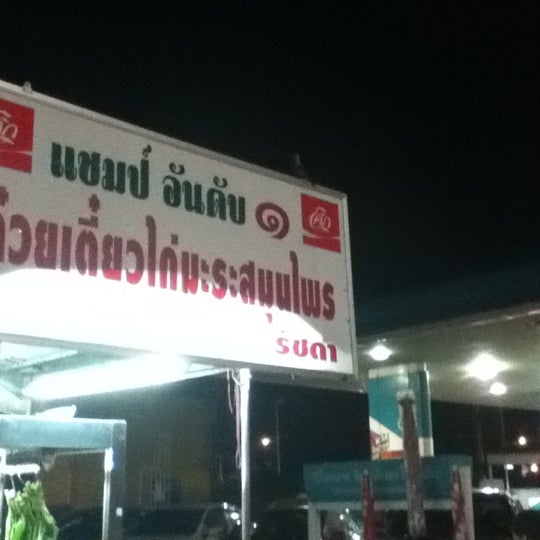 แชมป์ อันดับ ๑
ก๋วยเตี๋ยวไก่มะระสมุนไพร
รัชดา